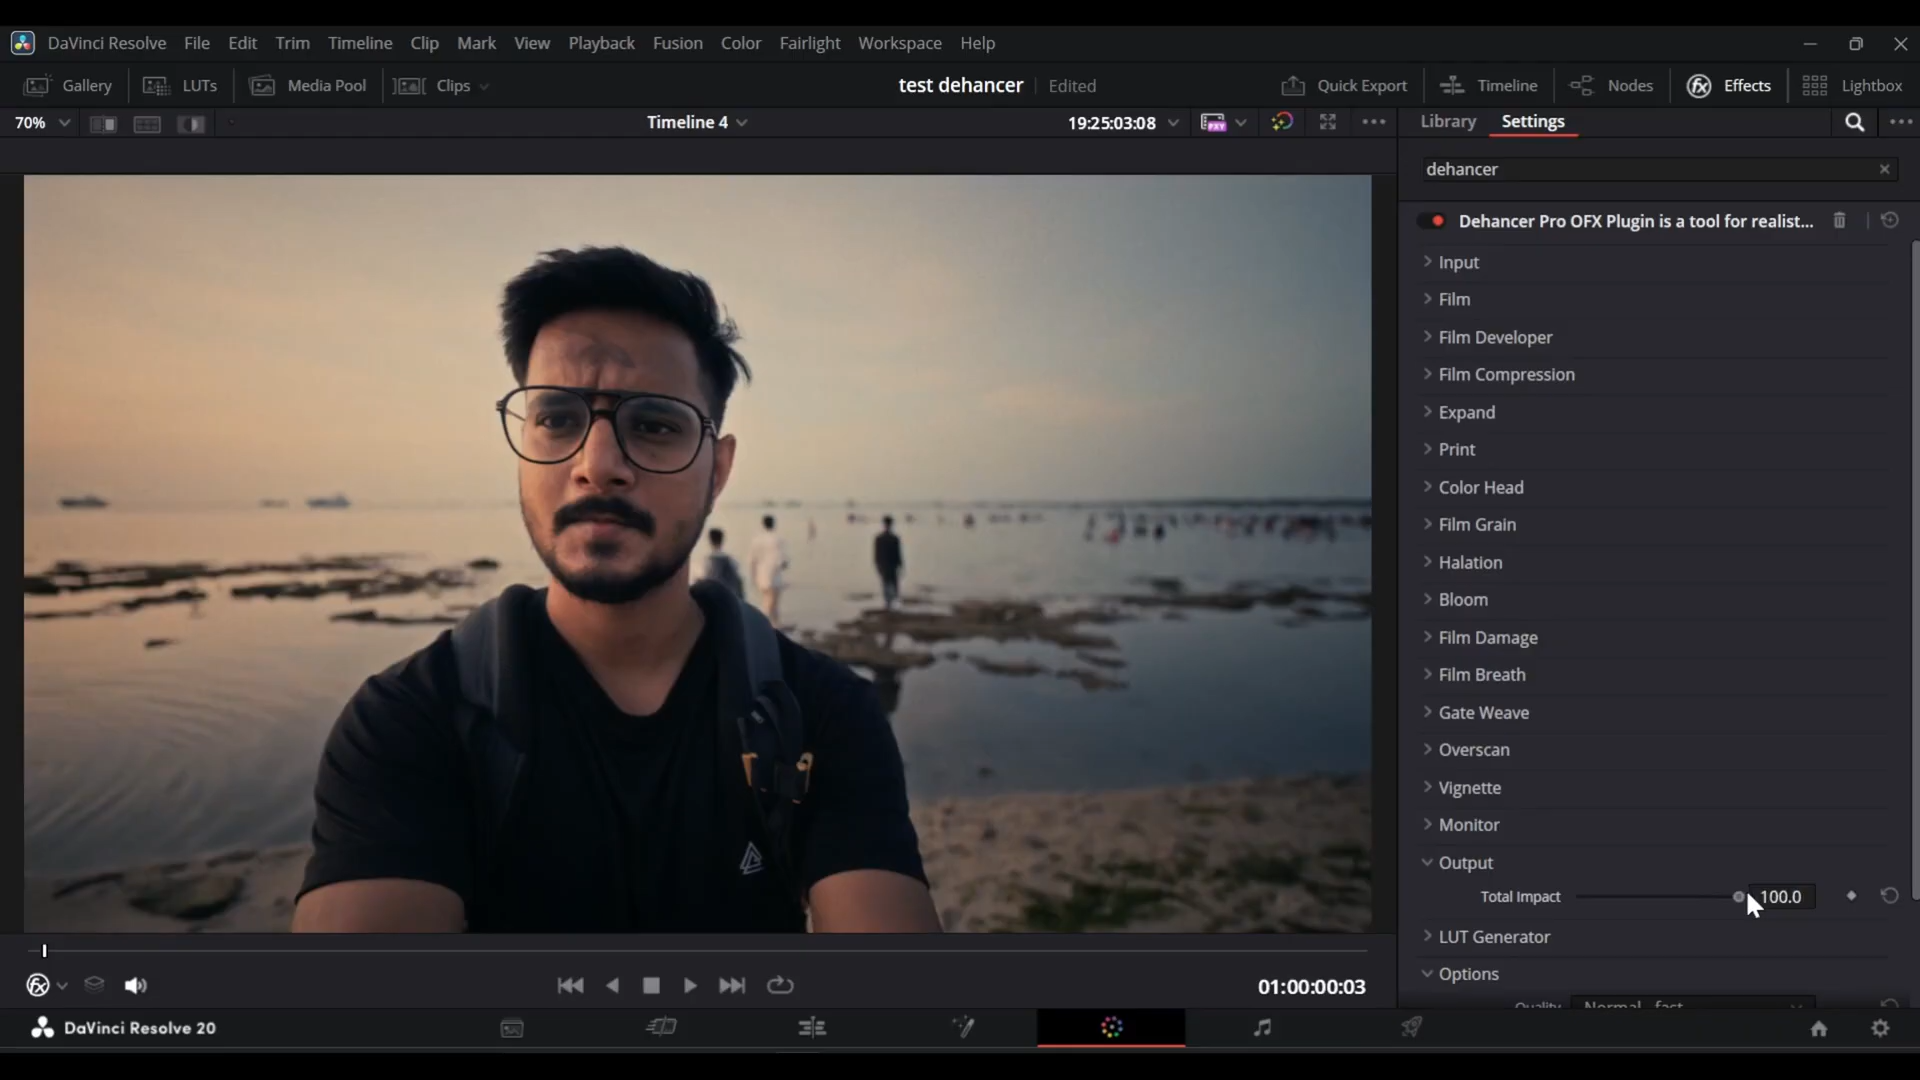 DaVinci Resolve File Edit Trim Timeline Clip Mark View Playback Fusion Color Fairlight Workspace Help
Gallery LUTs Media Pool Clips test dehancer Edited Quick Export Timeline Nodes Effects Lightbox
70% Timeline 4 19:25:03:08 Library Settings
dehancer
Dehancer Pro OFX Plugin is a tool for realist...
Input
Film
Film Developer
Film Compression
Expand
Print
Color Head
Film Grain
Halation
Bloom
Film Damage
Film Breath
Gate Weave
Overscan
Vignette
Monitor
Output
Total Impact 100.0
LUT Generator
Options
Quality Normal - fast
01:00:00:03
DaVinci Resolve 20